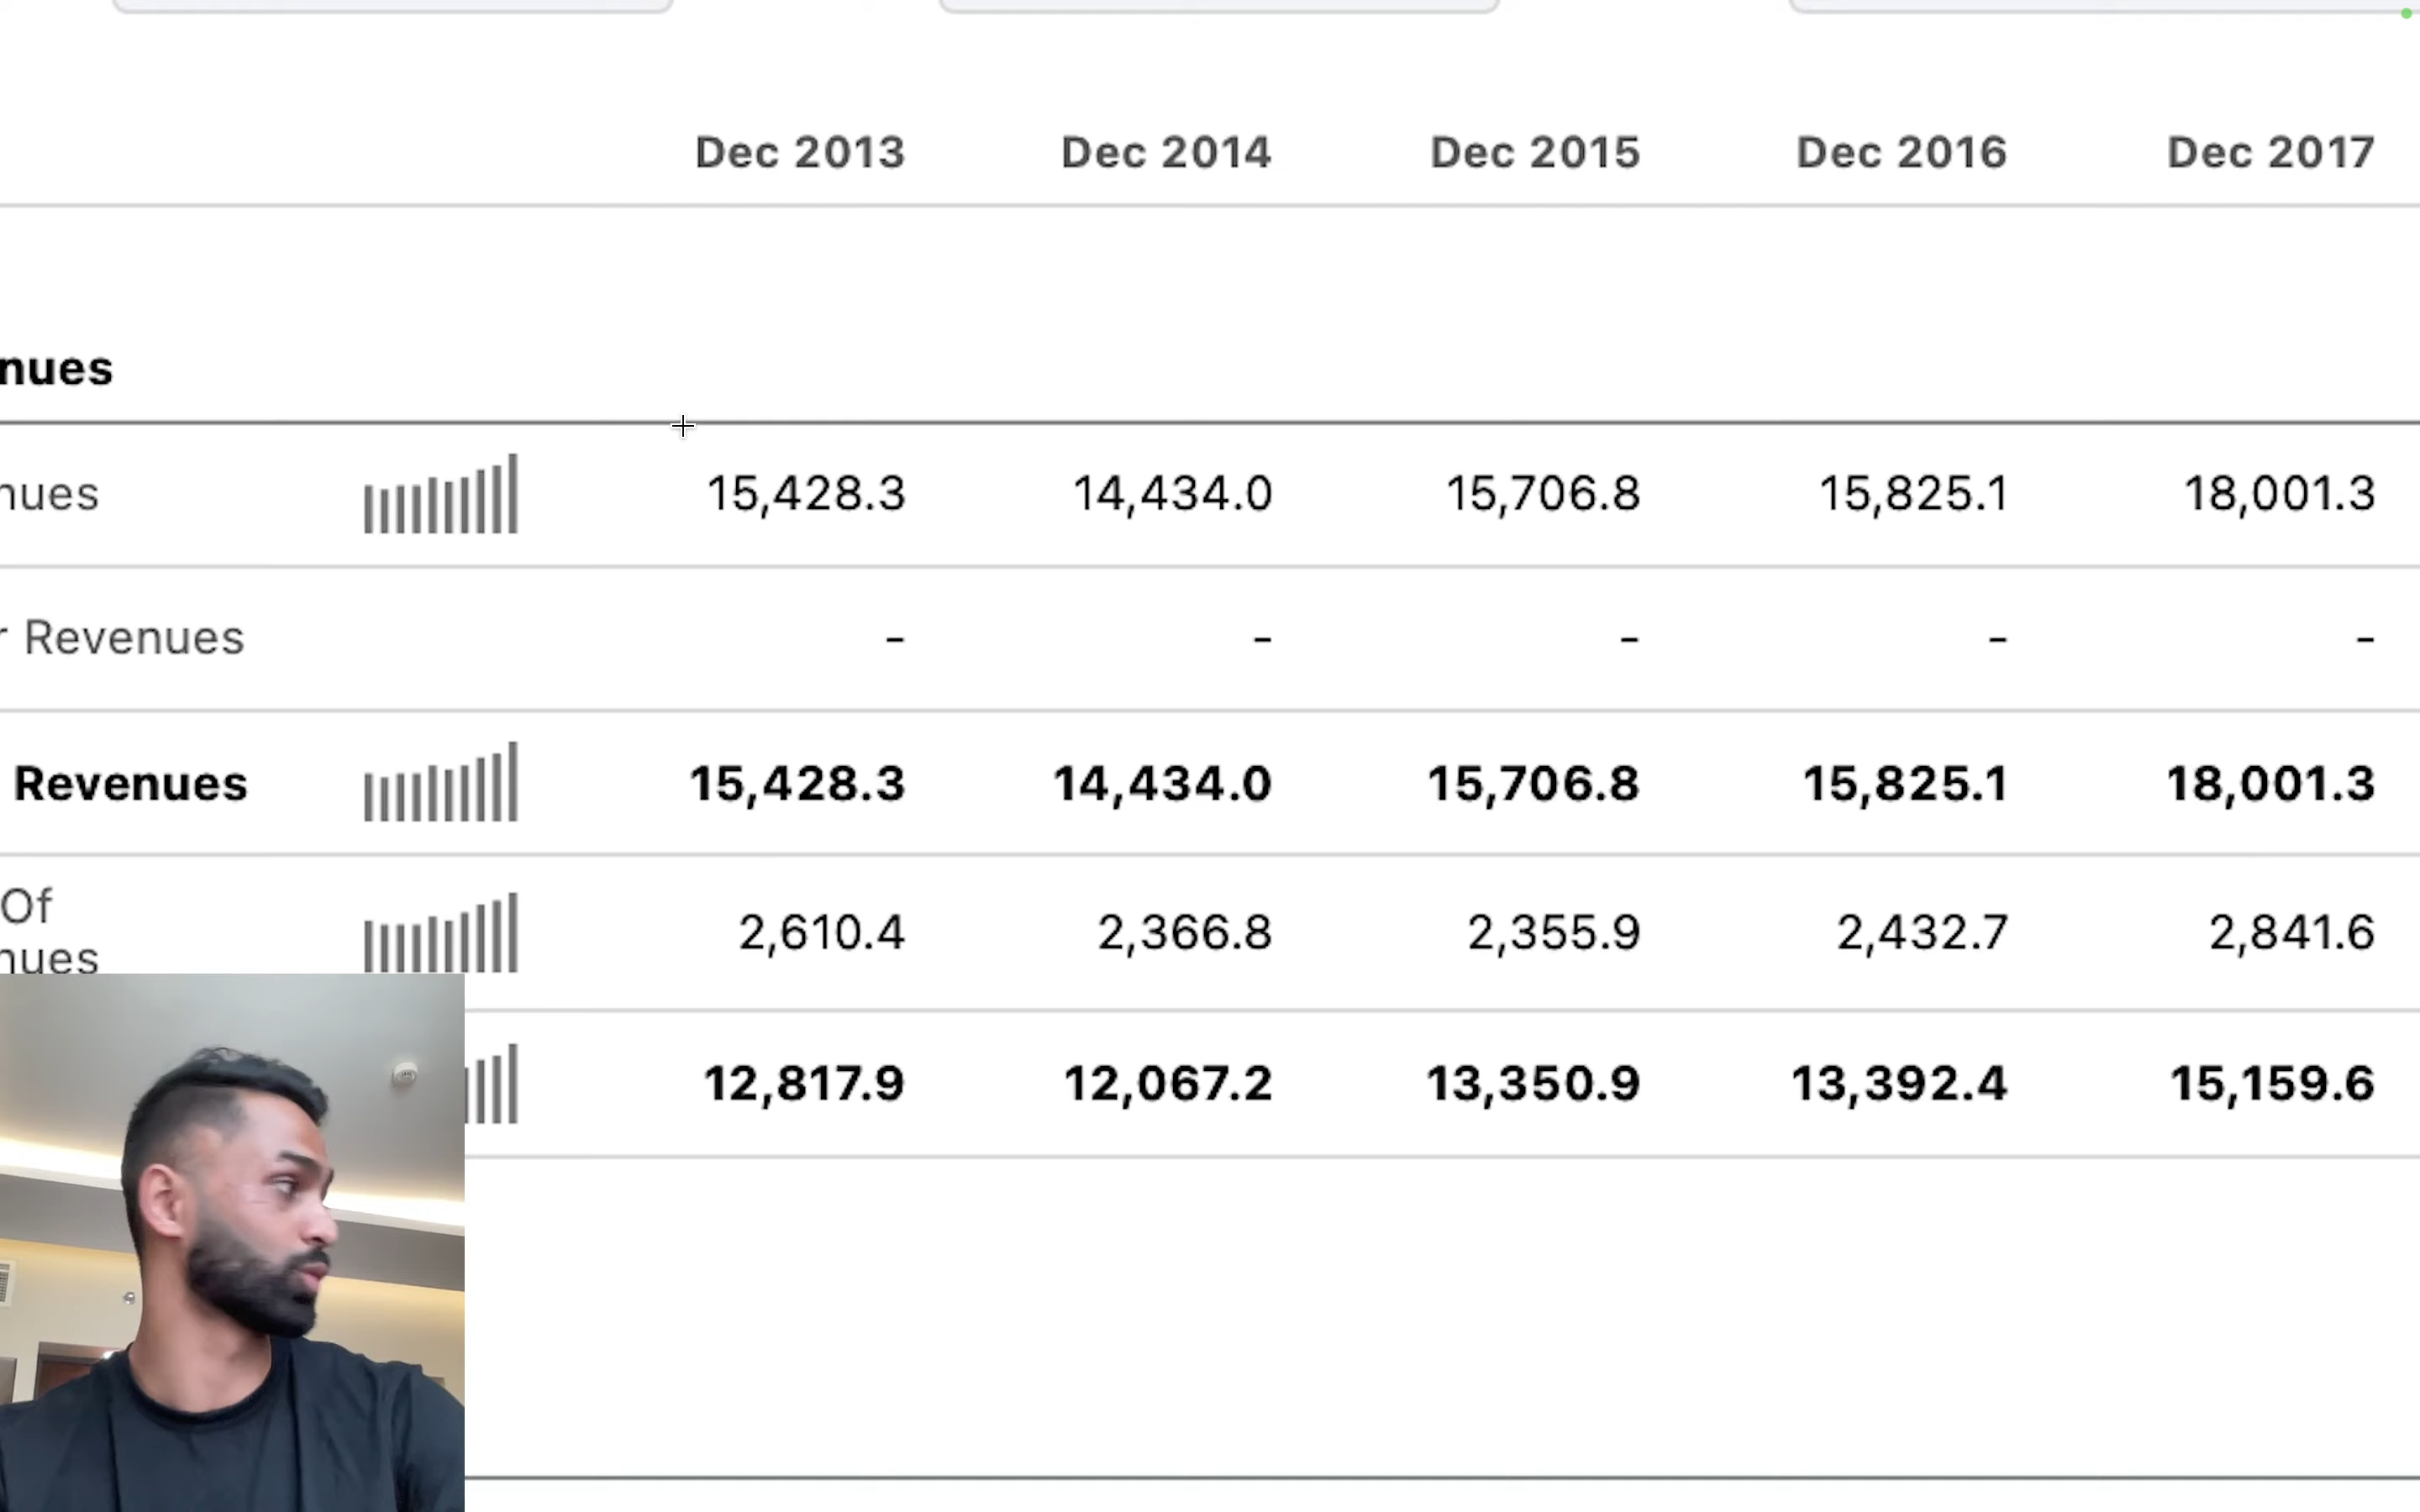 Dec 2013 Dec 2014 Dec 2015 Dec 2016 Dec 2017
nues
nues 15,428.3 14,434.0 15,706.8 15,825.1 18,001.3
r Revenues - - - - -
Revenues 15,428.3 14,434.0 15,706.8 15,825.1 18,001.3
Of
nues 2,610.4 2,366.8 2,355.9 2,432.7 2,841.6
12,817.9 12,067.2 13,350.9 13,392.4 15,159.6